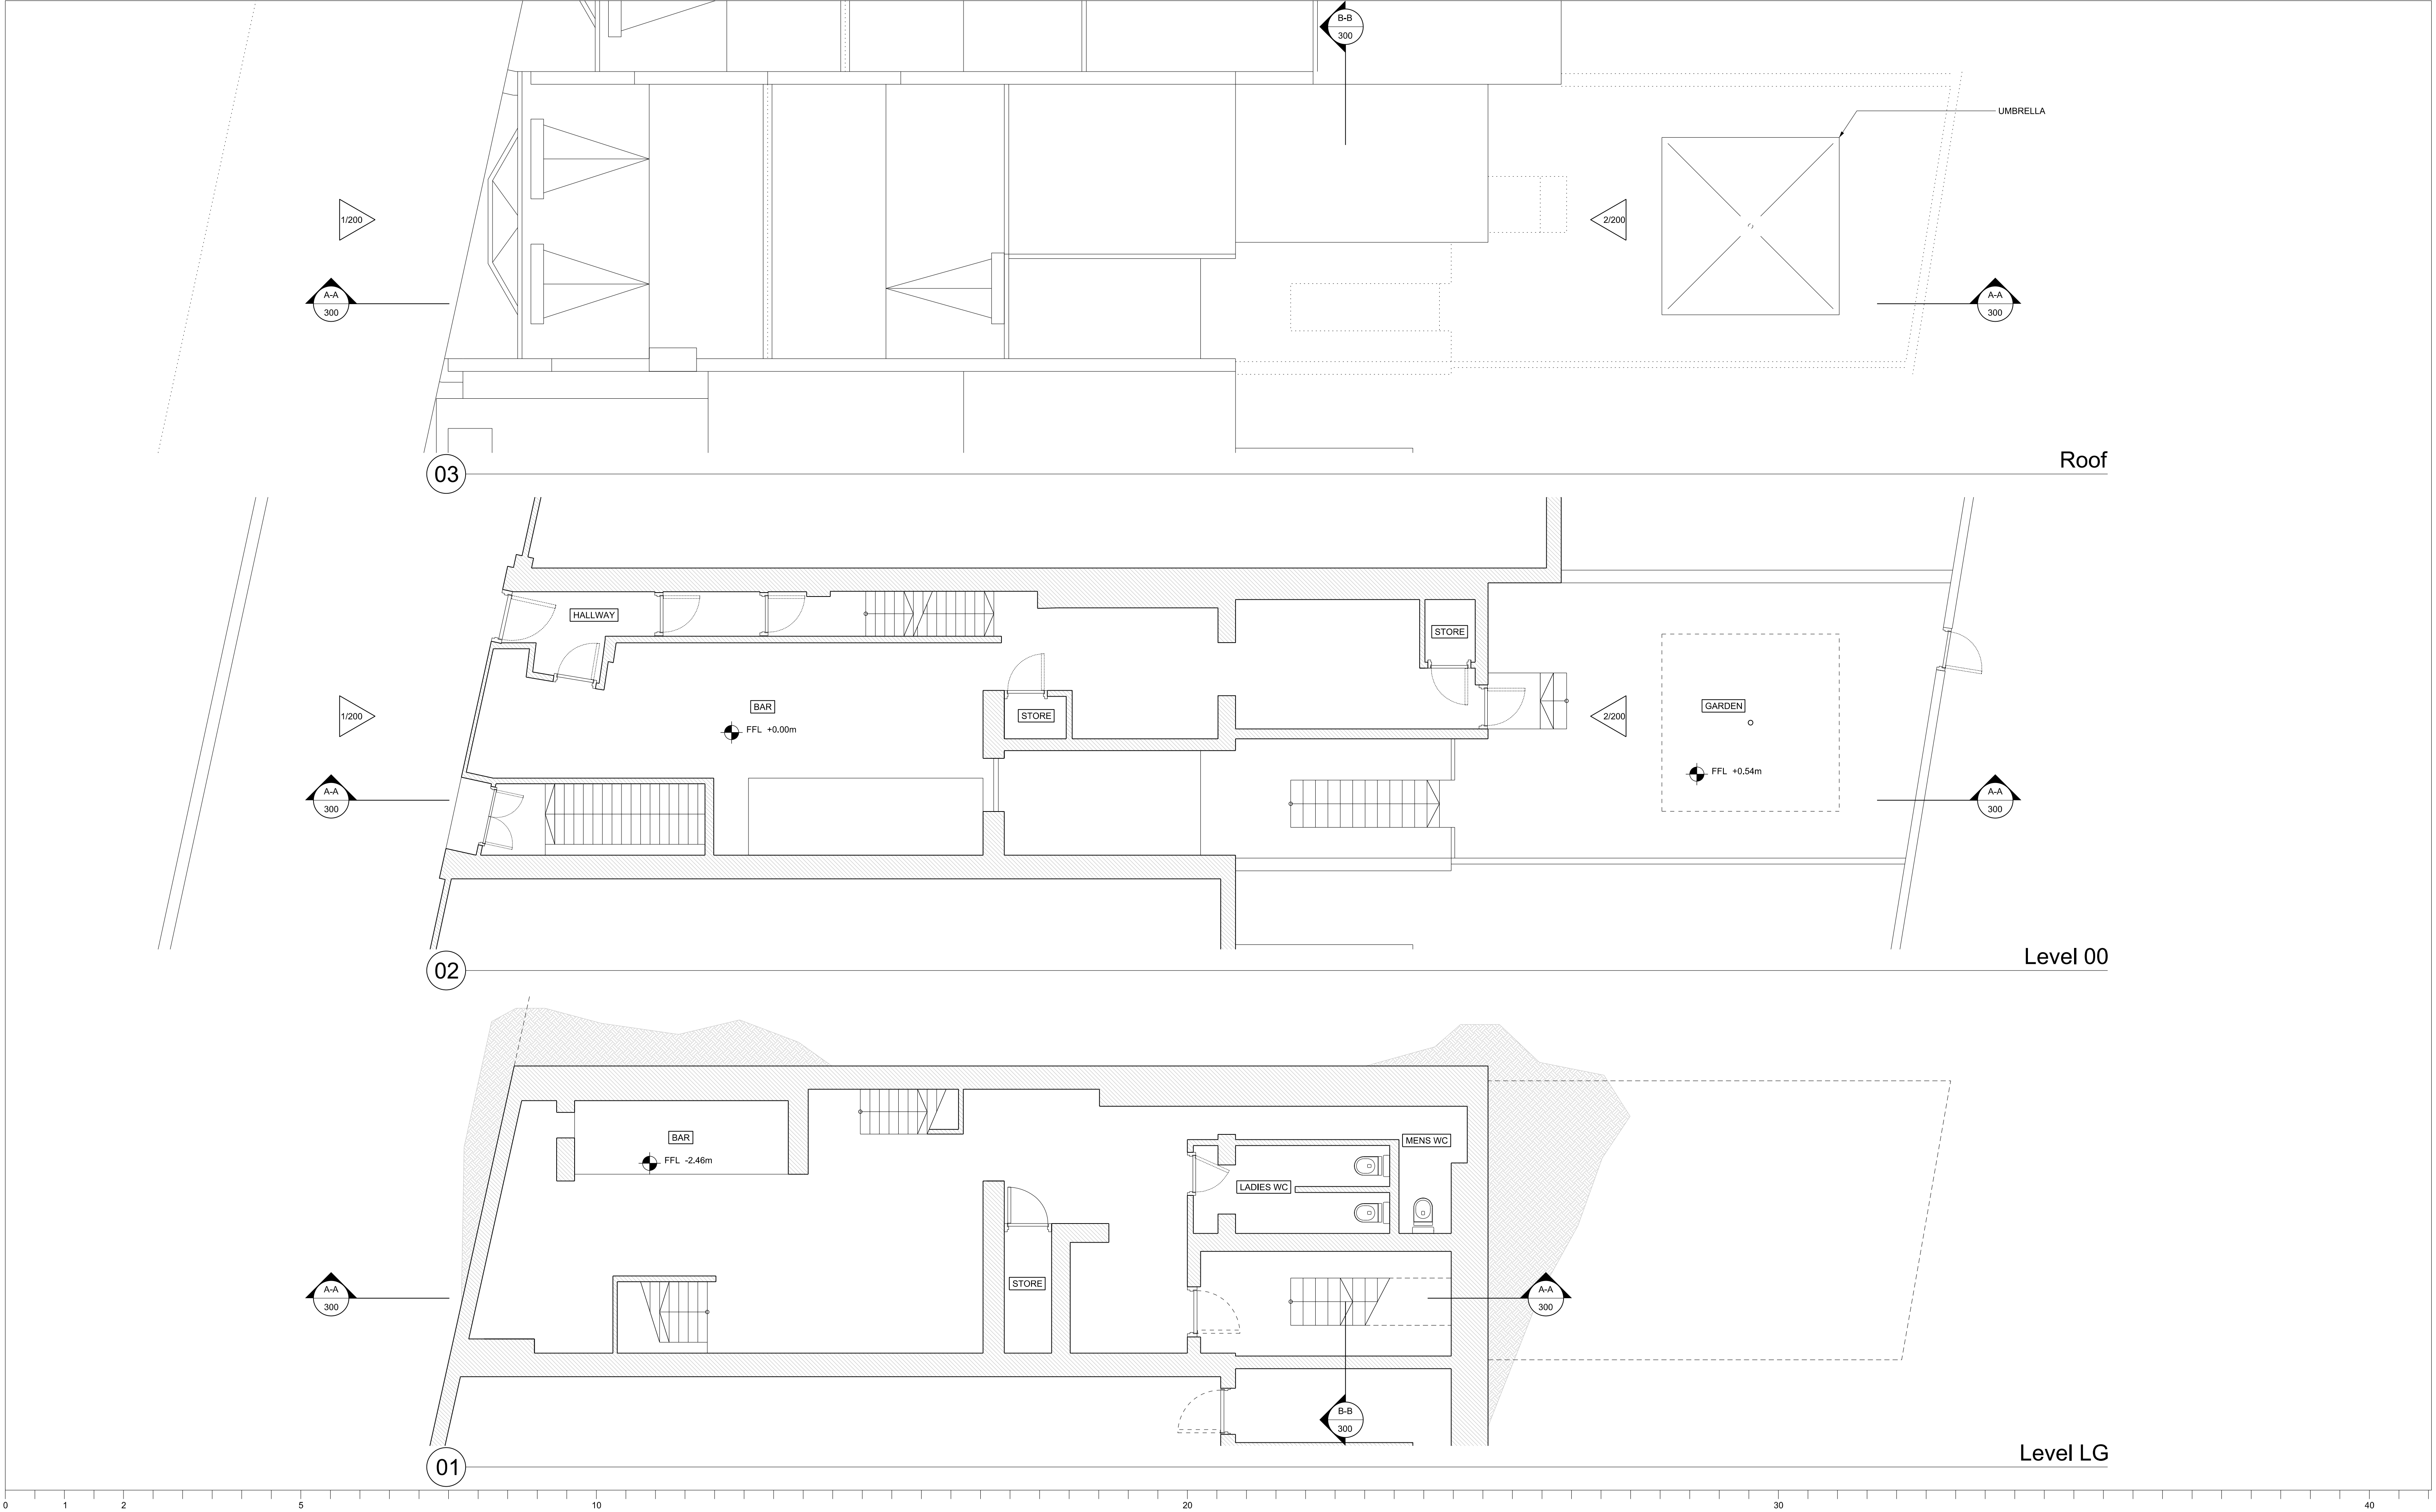 B-B
300
UMBRELLA
1/200
2/200
A-A
300
A-A
300
Roof
03
HALLWAY
STORE
BAR
FFL +0.00m
STORE
GARDEN
FFL +0.54m
1/200
2/200
A-A
300
A-A
300
Level 00
02
BAR
FFL -2.46m
MENS WC
LADIES WC
STORE
A-A
300
A-A
300
B-B
300
Level LG
01
0 1 2 5 10 20 30 40